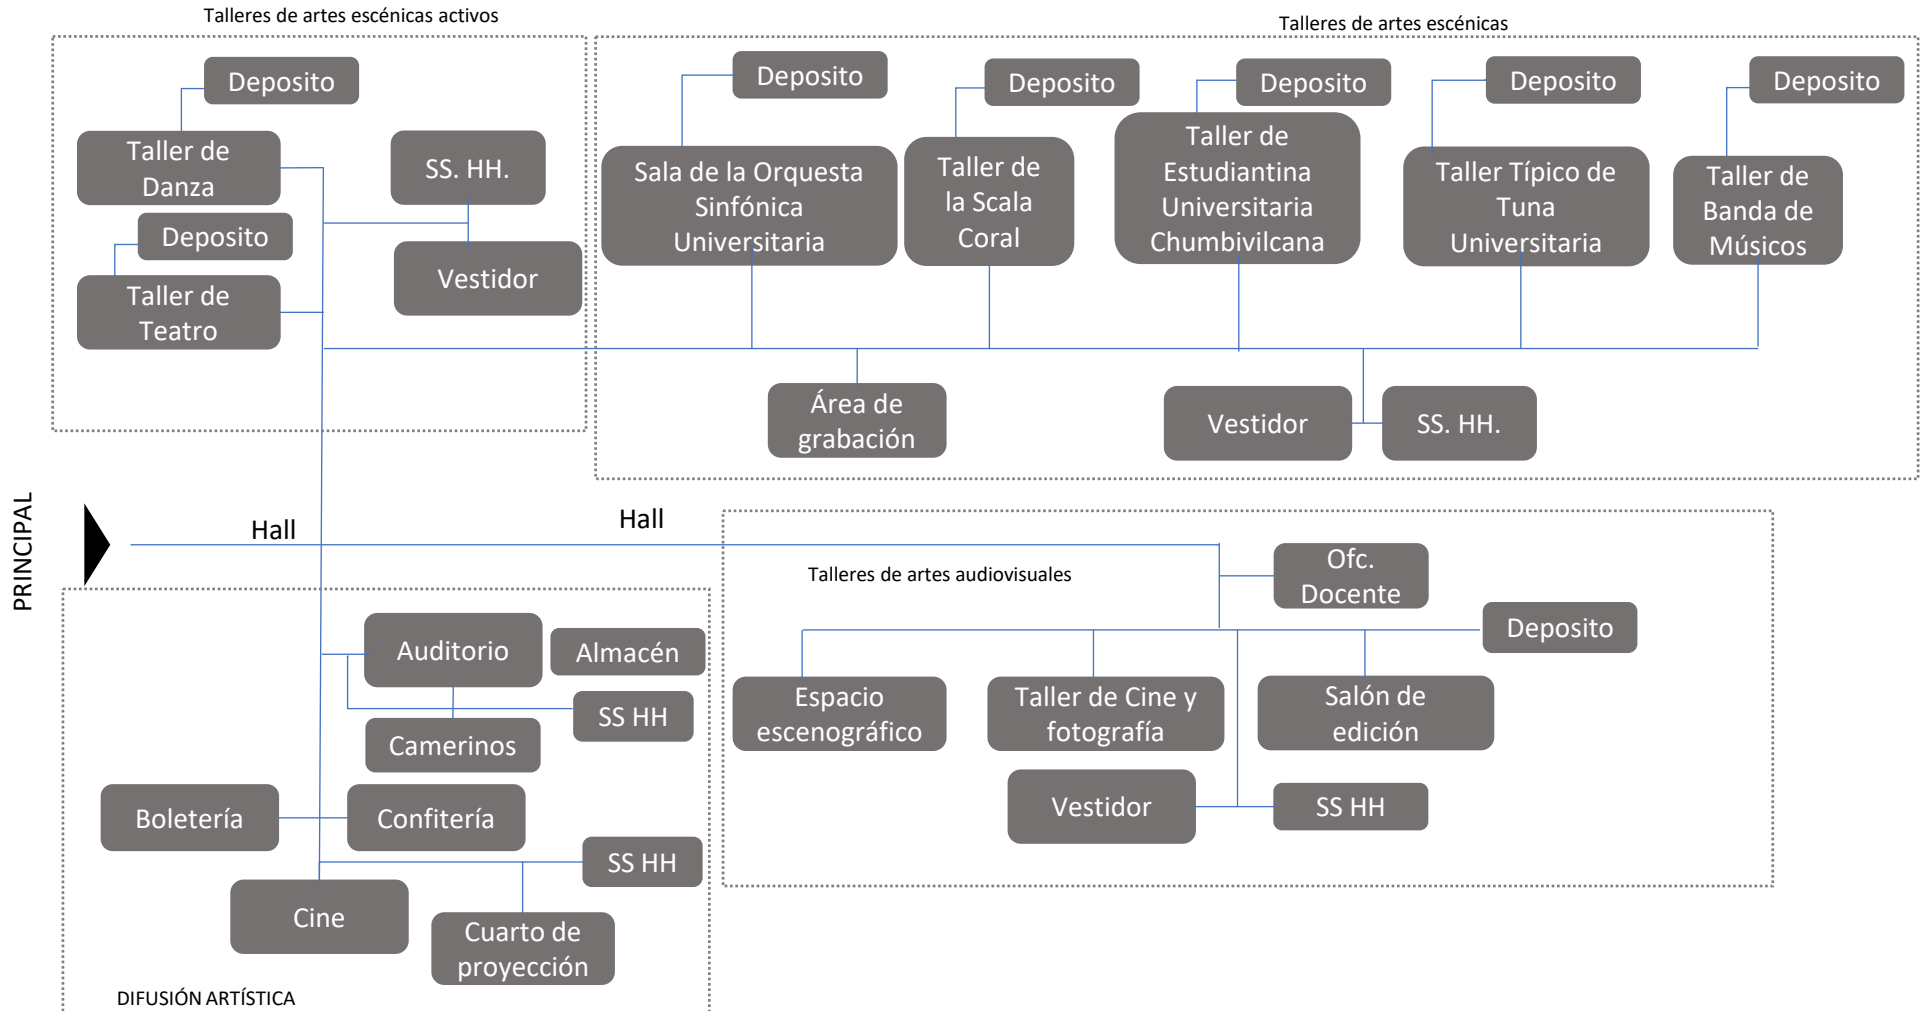 Talleres de artes escénicas activos
Deposito
Taller de
Danza
Deposito
Taller de
Teatro
SS. HH.
Vestidor
Talleres de artes escénicas
Deposito
Deposito
Deposito
Deposito
Deposito
Sala de la Orquesta
Sinfónica
Universitaria
Taller de
la Scala
Coral
Taller de
Estudiantina
Universitaria
Chumbivilcana
Taller Típico de
Tuna
Universitaria
Taller de
Banda de
Músicos
Área de
grabación
Vestidor
SS. HH.
PRINCIPAL
Hall
Hall
Talleres de artes audiovisuales
Ofc.
Docente
Deposito
Espacio
escenográfico
Taller de Cine y
fotografía
Salón de
edición
Vestidor
SS HH
Auditorio
Almacén
SS HH
Camerinos
Boletería
Confitería
SS HH
Cine
Cuarto de
proyección
DIFUSIÓN ARTÍSTICA